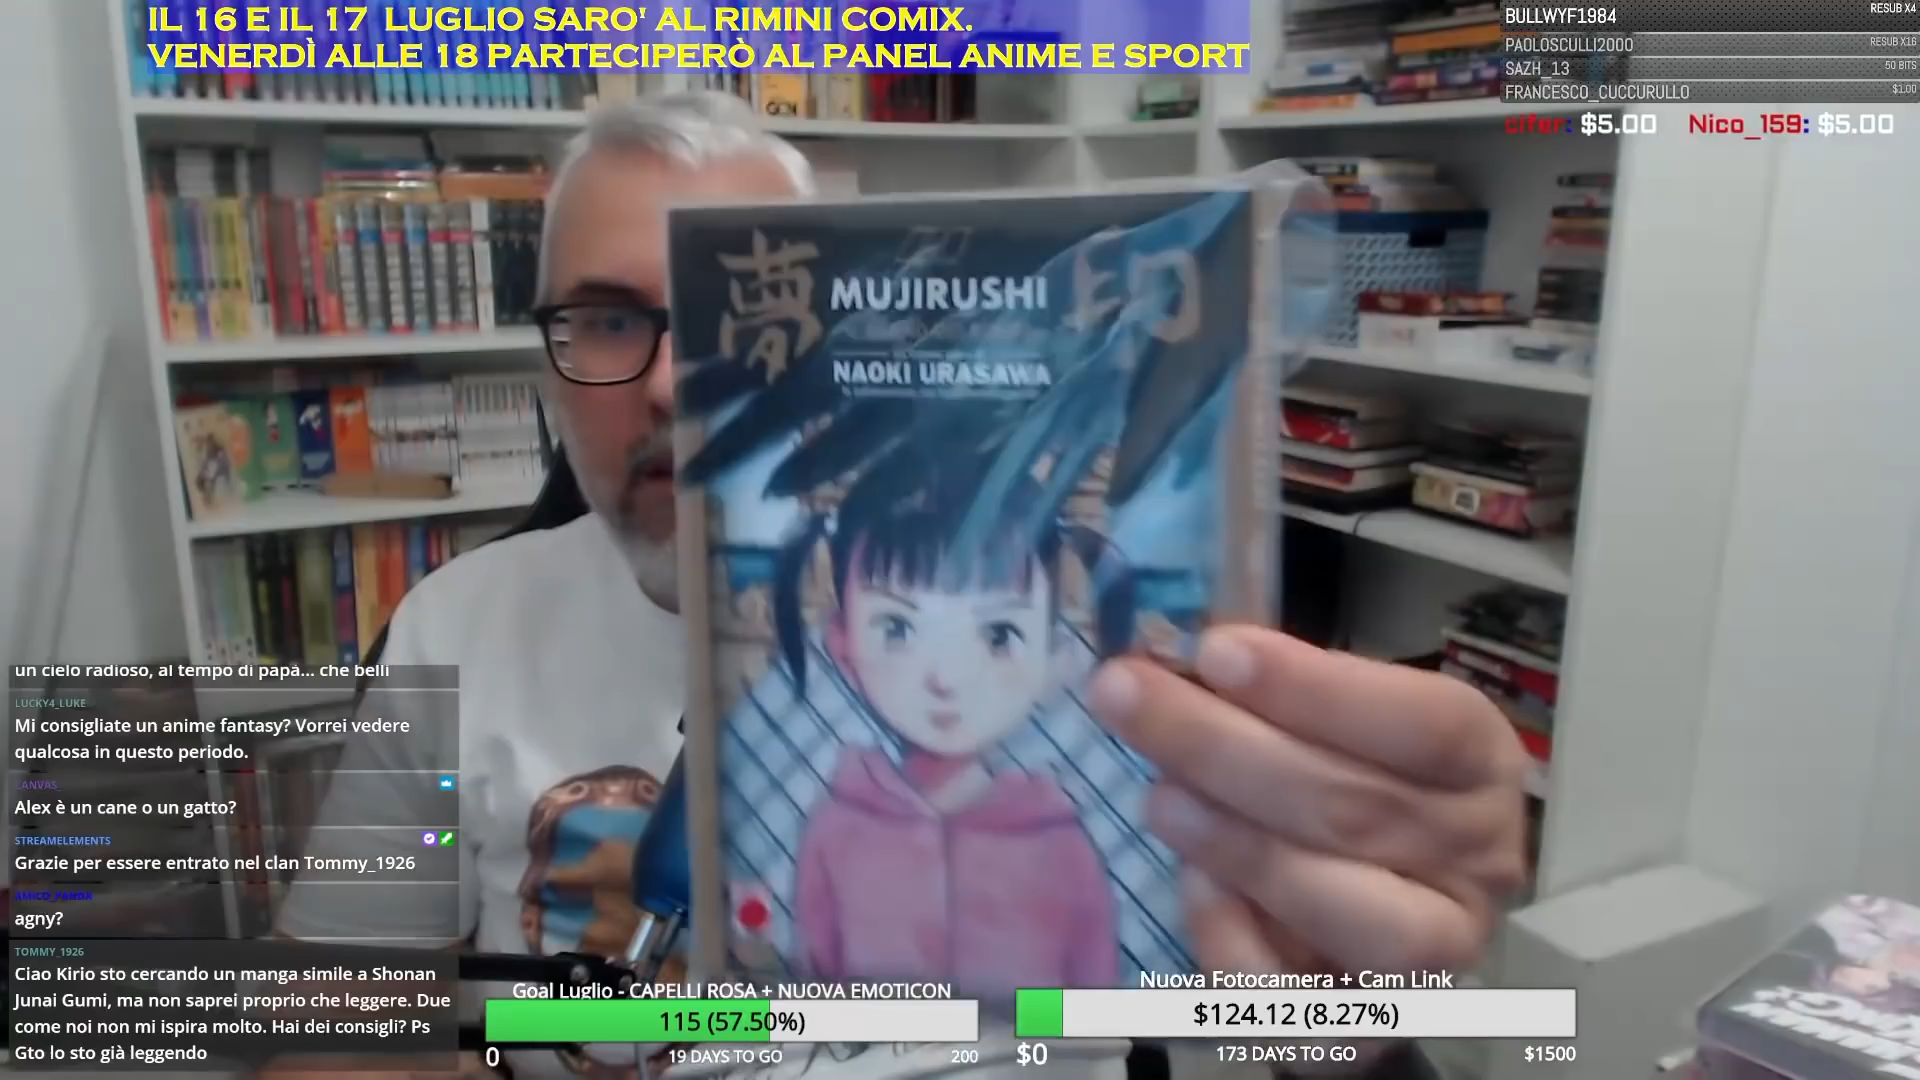 IL 16 E IL 17 LUGLIO SARO' AL RIMINI COMIX.
VENERDÌ ALLE 18 PARTECIPERÒ AL PANEL ANIME E SPORT
BULLWYF1984 RESUB X4
PAOLOSCULLI2000 RESUB X16
SAZH_13 50 BITS
FRANCESCO_CUCCURULLO $1.00
cifer: $5.00 Nico_159: $5.00
夢 印
MUJIRUSHI
NAOKI URASAWA
un cielo radioso, al tempo di papà... che belli
LUCKY4_LUKE
Mi consigliate un anime fantasy? Vorrei vedere
qualcosa in questo periodo.
CANVAS_
Alex è un cane o un gatto?
STREAMELEMENTS
Grazie per essere entrato nel clan Tommy_1926
agny?
TOMMY_1926
Ciao Kirio sto cercando un manga simile a Shonan
Junai Gumi, ma non saprei proprio che leggere. Due
come noi non mi ispira molto. Hai dei consigli? Ps
Gto lo sto già leggendo
Goal Luglio - CAPELLI ROSA + NUOVA EMOTICON
115 (57.50%)
0 19 DAYS TO GO 200
Nuova Fotocamera + Cam Link
$124.12 (8.27%)
$0 173 DAYS TO GO $1500